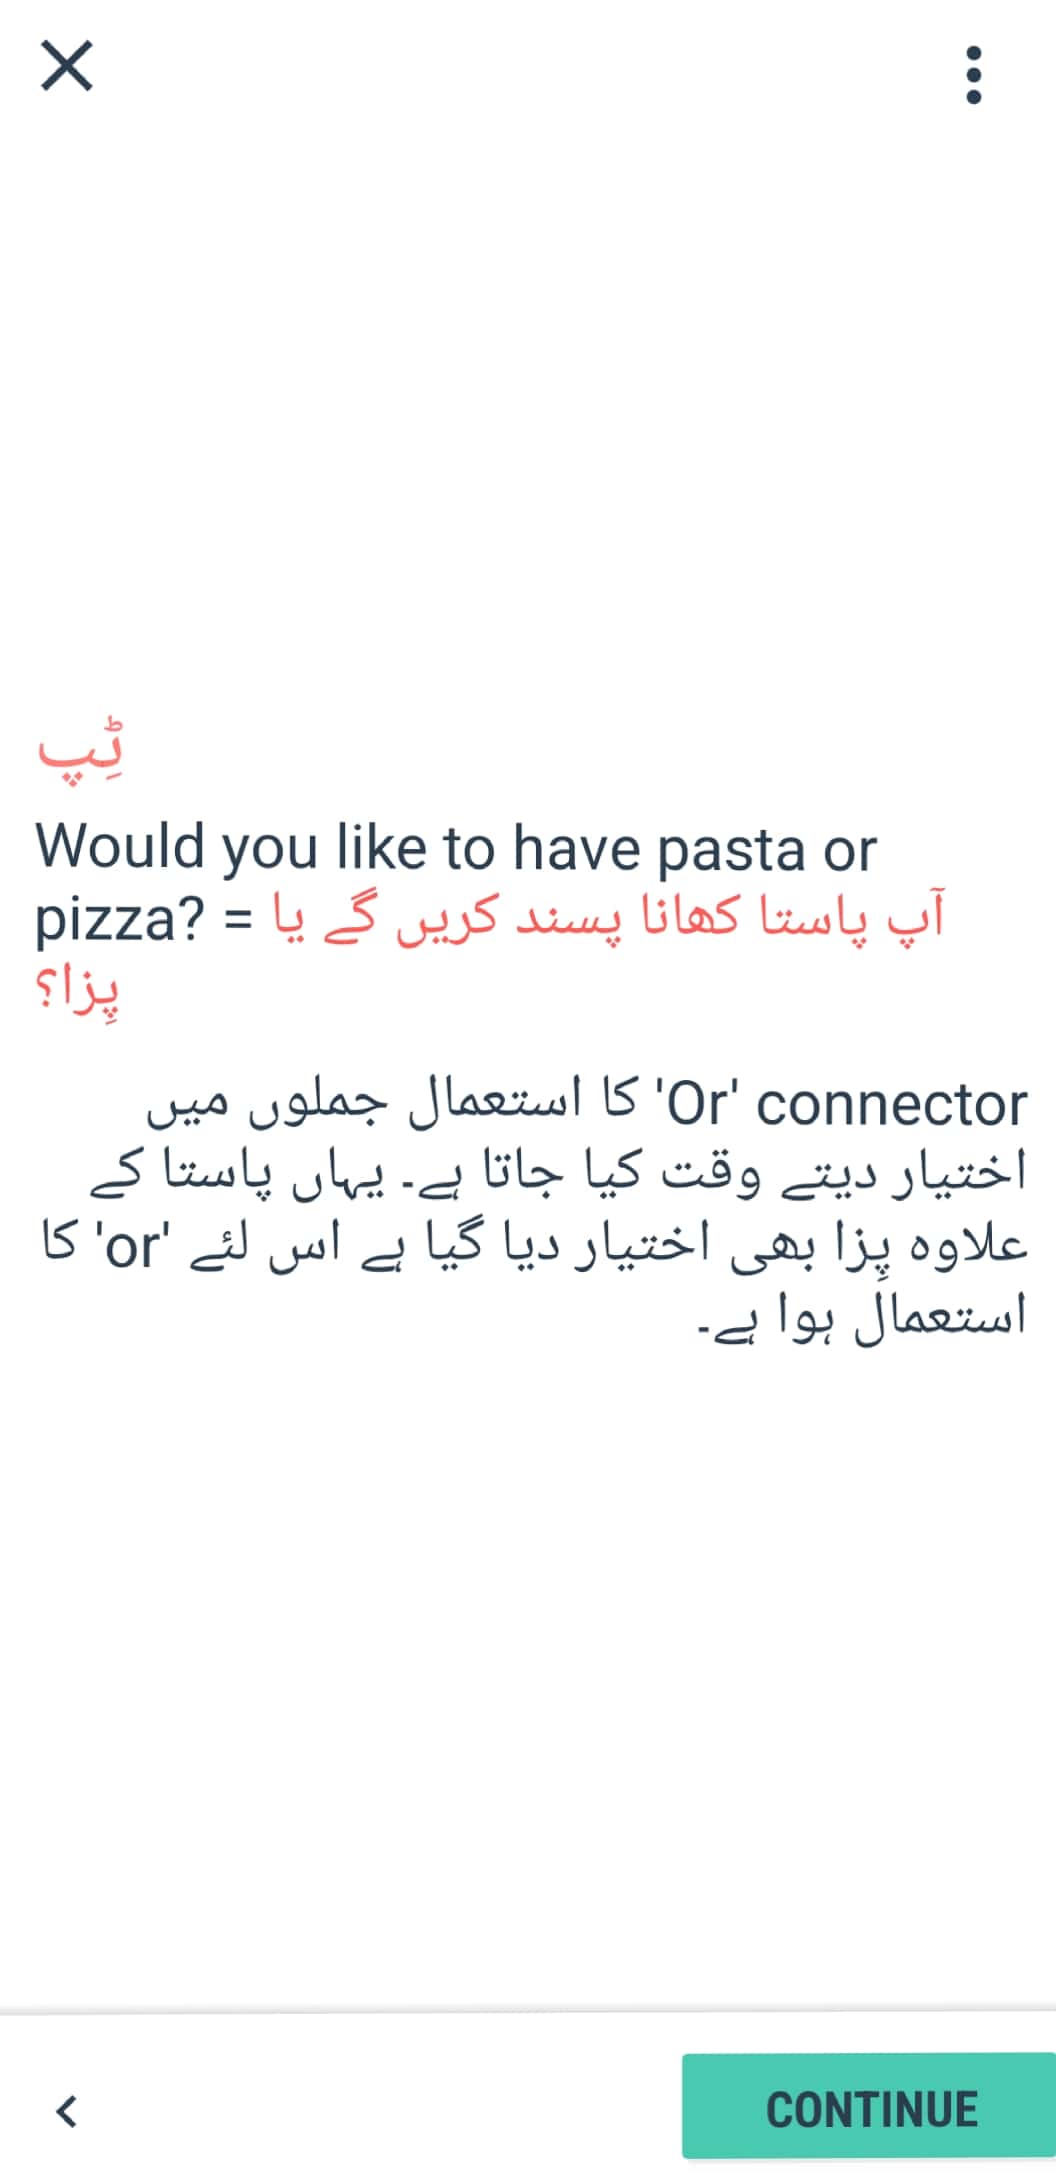 ٹِپ
Would you like to have pasta or
pizza? = آپ پاستا کھانا پسند کریں گے یا
پِزا؟
'Or' connector کا استعمال جملوں میں
اختیار دیتے وقت کیا جاتا ہے۔ یہاں پاستا کے
علاوہ پِزا بھی اختیار دیا گیا ہے اس لئے 'or' کا
استعمال ہوا ہے۔
CONTINUE